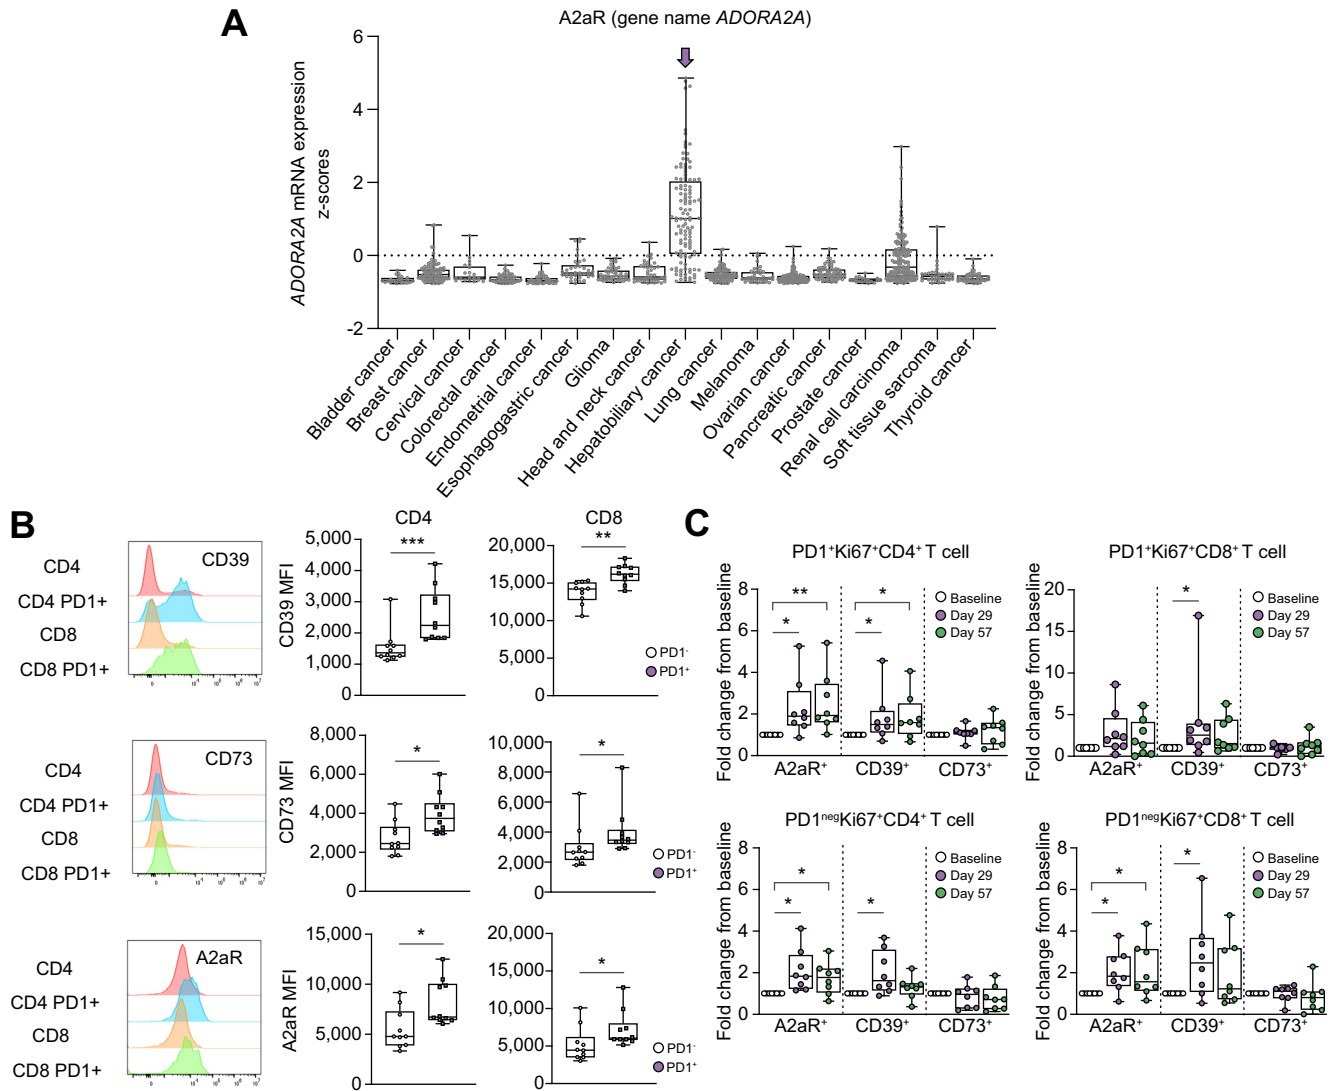 A
A2aR (gene name ADORA2A)
ADORA2A mRNA expression
z-scores
6
4
2
0
-2
Bladder cancer
Breast cancer
Cervical cancer
Colorectal cancer
Endometrial cancer
Esophagogastric cancer
Glioma
Head and neck cancer
Hepatobiliary cancer
Lung cancer
Melanoma
Ovarian cancer
Pancreatic cancer
Prostate cancer
Renal cell carcinoma
Soft tissue sarcoma
Thyroid cancer
B
CD4
CD4 PD1+
CD8
CD8 PD1+
CD39
CD4
CD39 MFI
5,000
4,000
3,000
2,000
1,000
0
***
CD8
20,000
15,000
10,000
5,000
0
**
PD1⁻
PD1⁺
CD4
CD4 PD1+
CD8
CD8 PD1+
CD73
CD73 MFI
8,000
6,000
4,000
2,000
0
*
10,000
8,000
6,000
4,000
2,000
0
*
PD1⁻
PD1⁺
CD4
CD4 PD1+
CD8
CD8 PD1+
A2aR
A2aR MFI
15,000
10,000
5,000
0
*
20,000
15,000
10,000
5,000
0
*
PD1⁻
PD1⁺
C
PD1⁺Ki67⁺CD4⁺ T cell
Fold change from baseline
8
6
4
2
0
**
*
*
*
Baseline
Day 29
Day 57
A2aR⁺
CD39⁺
CD73⁺
PD1⁺Ki67⁺CD8⁺ T cell
Fold change from baseline
20
15
10
5
0
*
Baseline
Day 29
Day 57
A2aR⁺
CD39⁺
CD73⁺
PD1ⁿᵉᵍKi67⁺CD4⁺ T cell
Fold change from baseline
8
6
4
2
0
*
*
*
Baseline
Day 29
Day 57
A2aR⁺
CD39⁺
CD73⁺
PD1ⁿᵉᵍKi67⁺CD8⁺ T cell
Fold change from baseline
8
6
4
2
0
*
*
*
Baseline
Day 29
Day 57
A2aR⁺
CD39⁺
CD73⁺